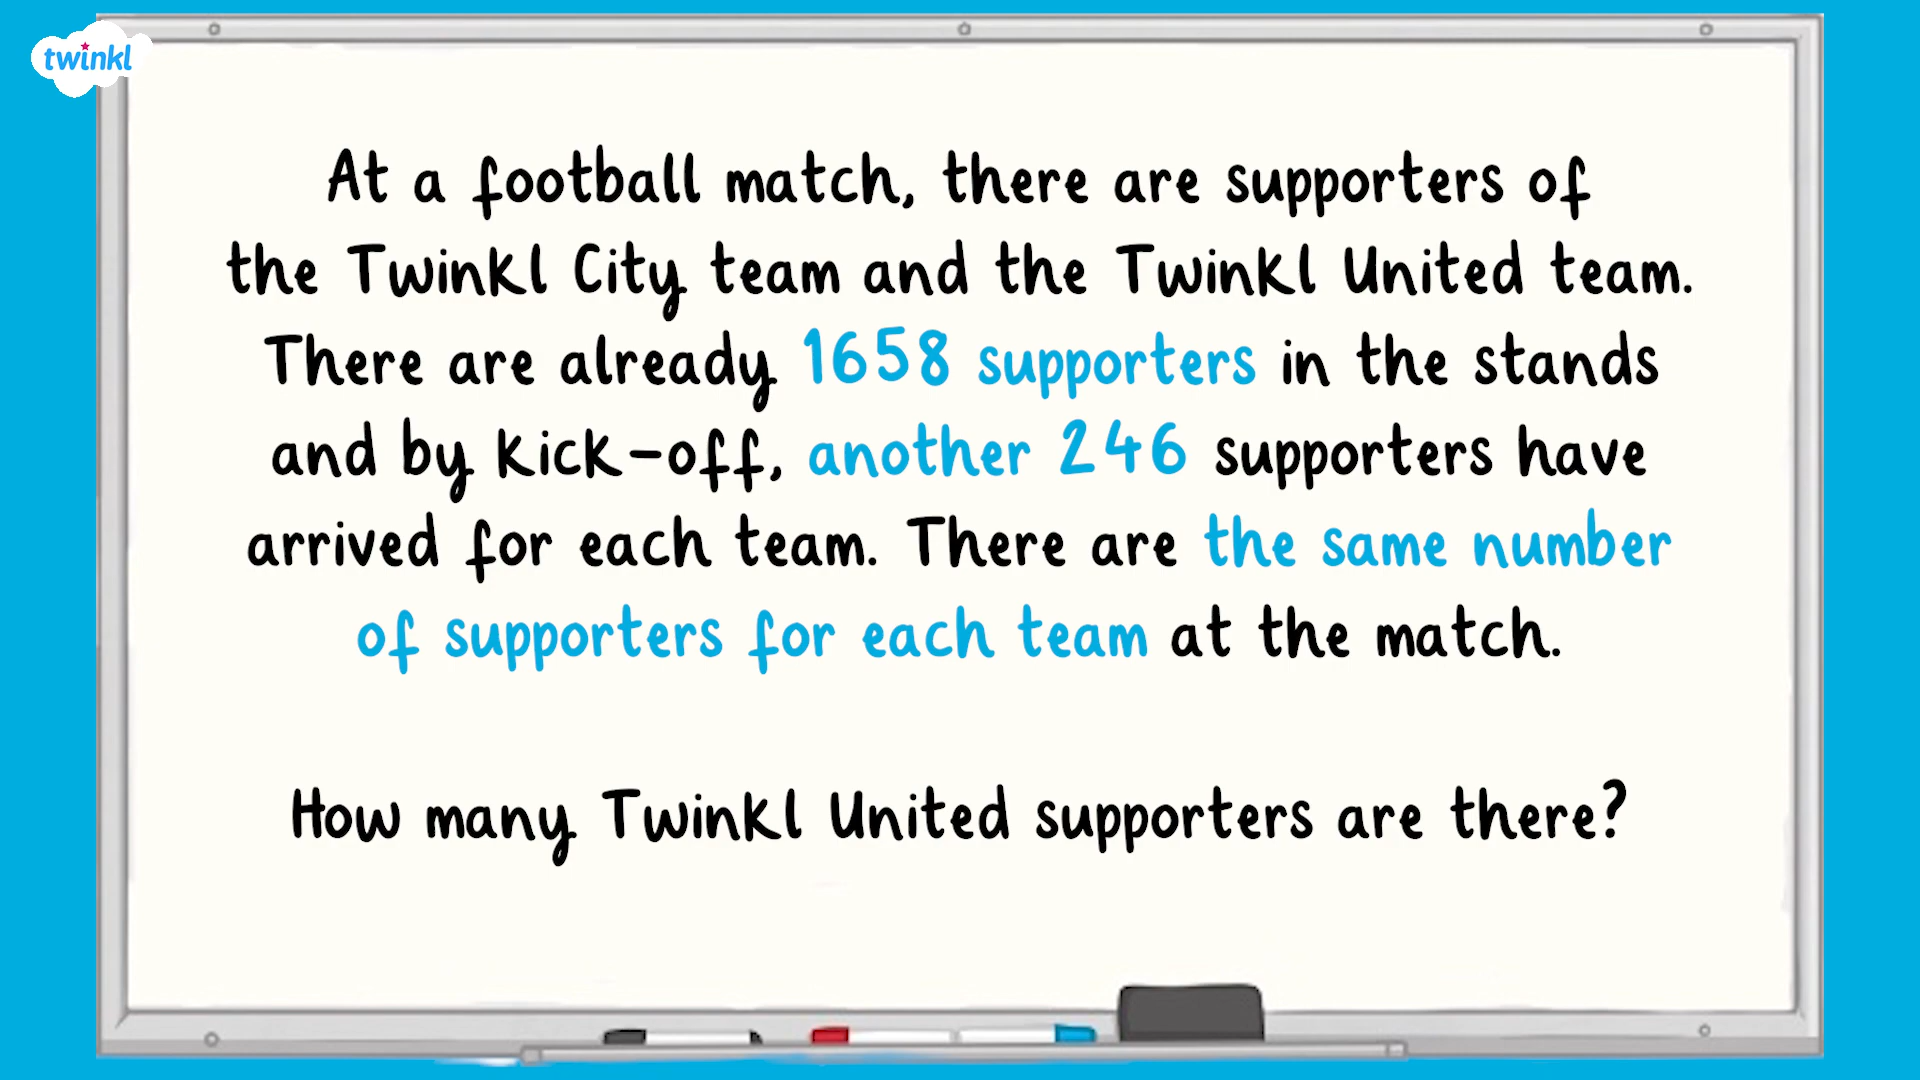 twinkl
At a football match, there are supporters of
the Twinkl City team and the Twinkl United team.
There are already 1658 supporters in the stands
and by kick-off, another 246 supporters have
arrived for each team. There are the same number
of supporters for each team at the match.
How many Twinkl United supporters are there?